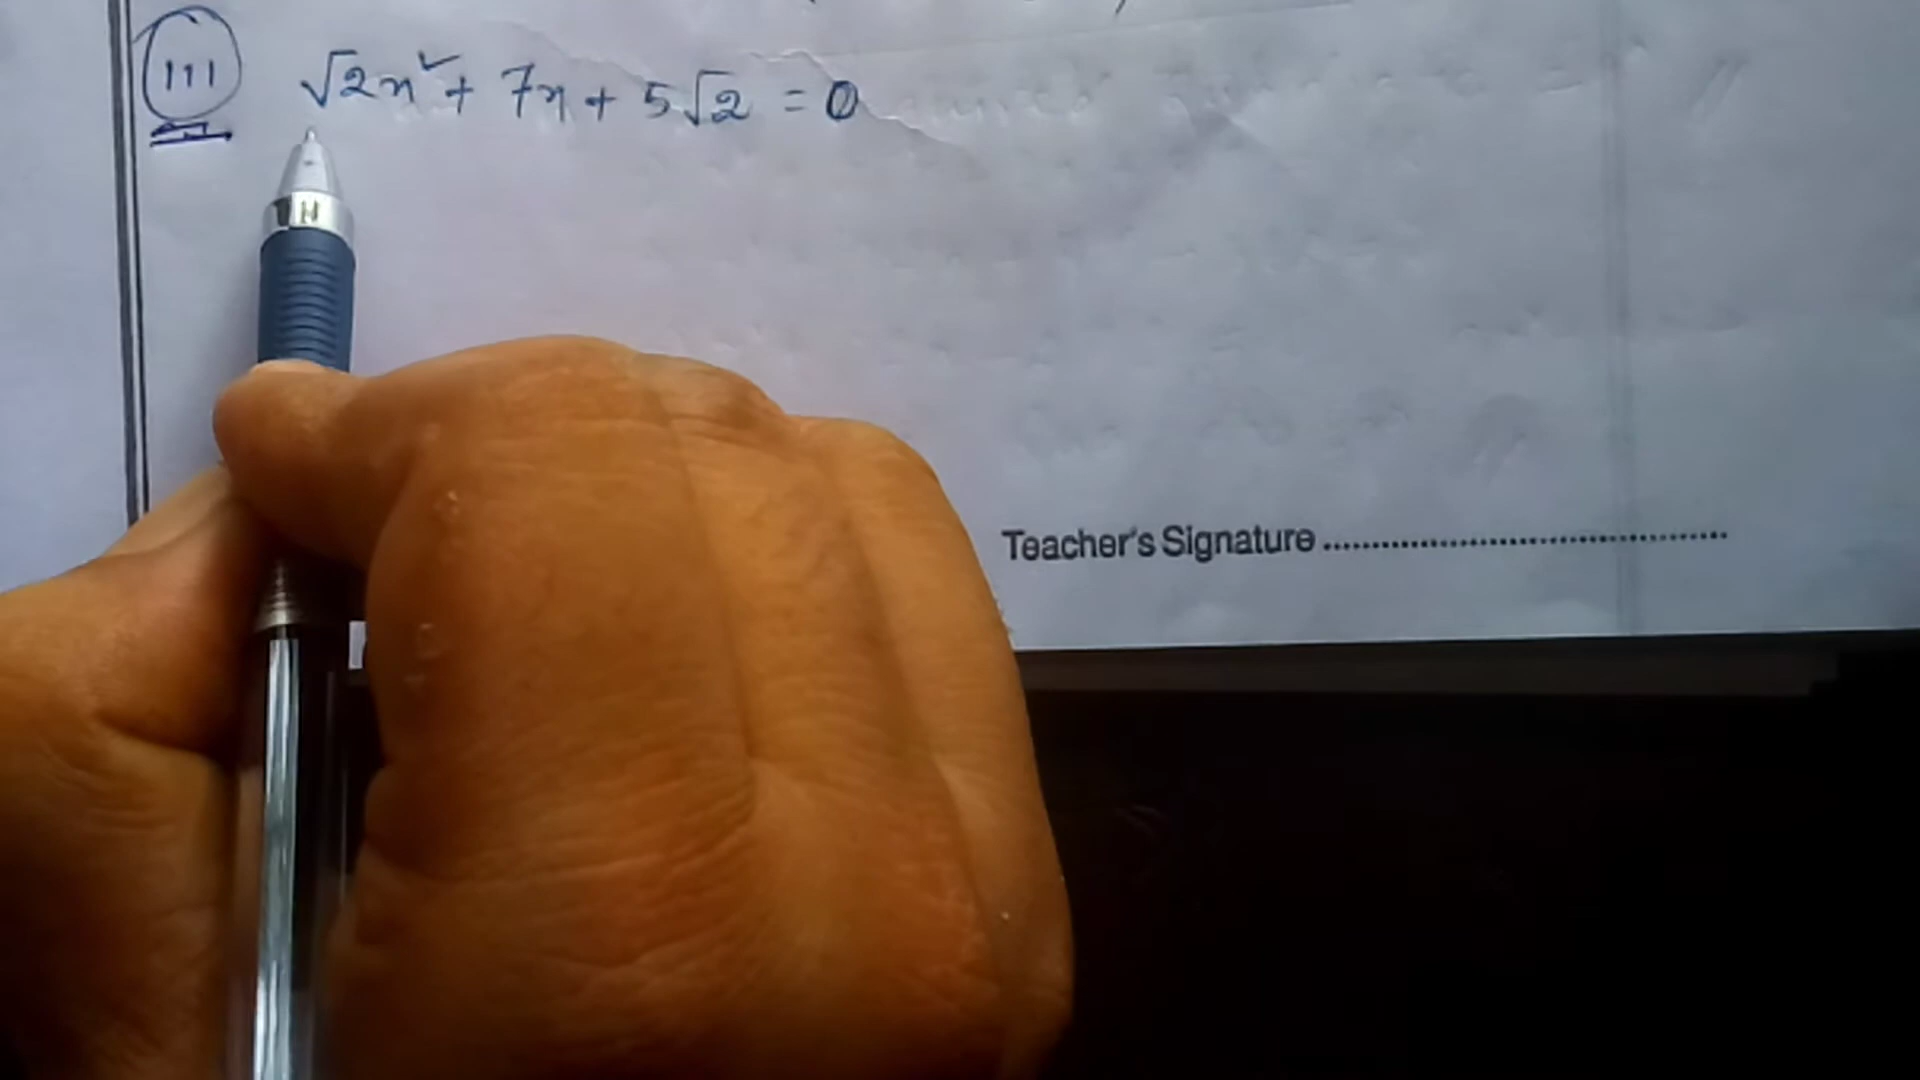 (111) √2x² + 7x + 5√2 = 0
Teacher's Signature ................................................